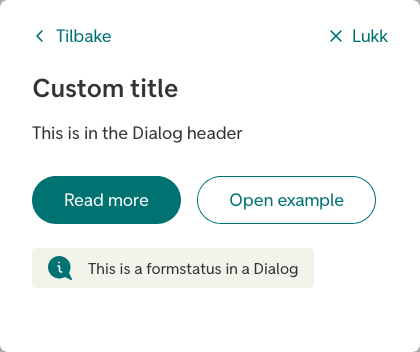 Tilbake
Lukk
Custom title
This is in the Dialog header
Read more
Open example
This is a formstatus in a Dialog